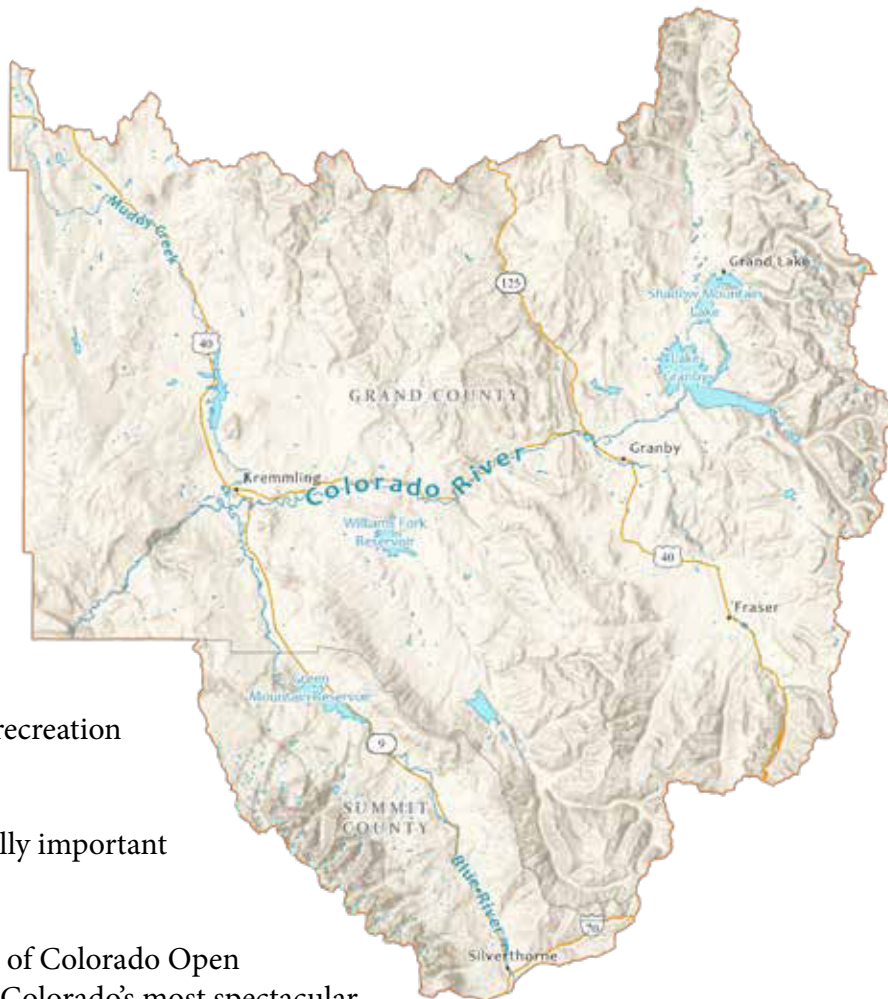 Muddy Creek
Grand Lake
125
Shadow Mountain
Lake
40
Lake
Granby
GRAND COUNTY
Granby
Kremmling
Colorado River
Williams Fork
Reservoir
40
Fraser
Green
Mountain Reservoir
recreation
9
SUMMIT
COUNTY
lly important
Blue River
70
of Colorado Open
Silverthorne
Colorado's most spectacular